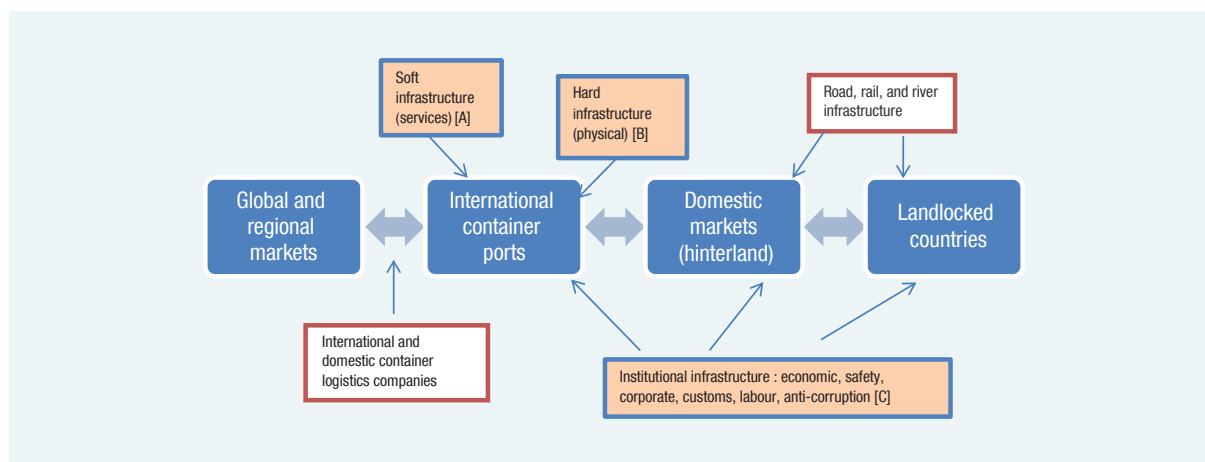 Soft
infrastructure
(services) [A]
Hard
infrastructure
(physical) [B]
Road, rail, and river
infrastructure
Global and
regional
markets
International
container
ports
Domestic
markets
(hinterland)
Landlocked
countries
International and
domestic container
logistics companies
Institutional infrastructure : economic, safety,
corporate, customs, labour, anti-corruption [C]